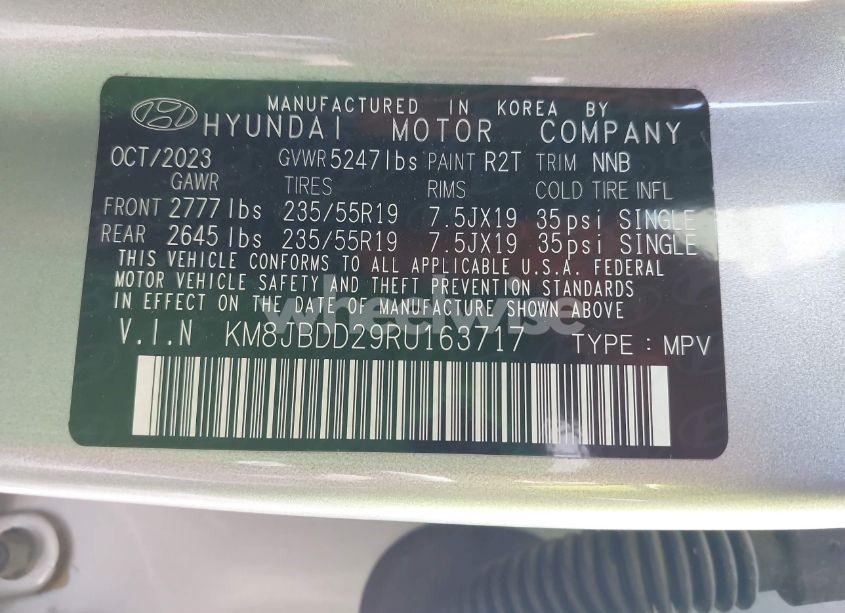 MANUFACTURED IN KOREA BY
HYUNDAI MOTOR COMPANY
OCT/2023 GVWR 5247lbs PAINT R2T TRIM NNB
GAWR TIRES RIMS COLD TIRE INFL
FRONT 2777lbs 235/55R19 7.5JX19 35psi SINGLE
REAR 2645lbs 235/55R19 7.5JX19 35psi SINGLE
THIS VEHICLE CONFORMS TO ALL APPLICABLE U.S.A. FEDERAL
MOTOR VEHICLE SAFETY AND THEFT PREVENTION STANDARDS
IN EFFECT ON THE DATE OF MANUFACTURE SHOWN ABOVE
wheelwise
V.I.N KM8JBDD29RU163717 TYPE : MPV